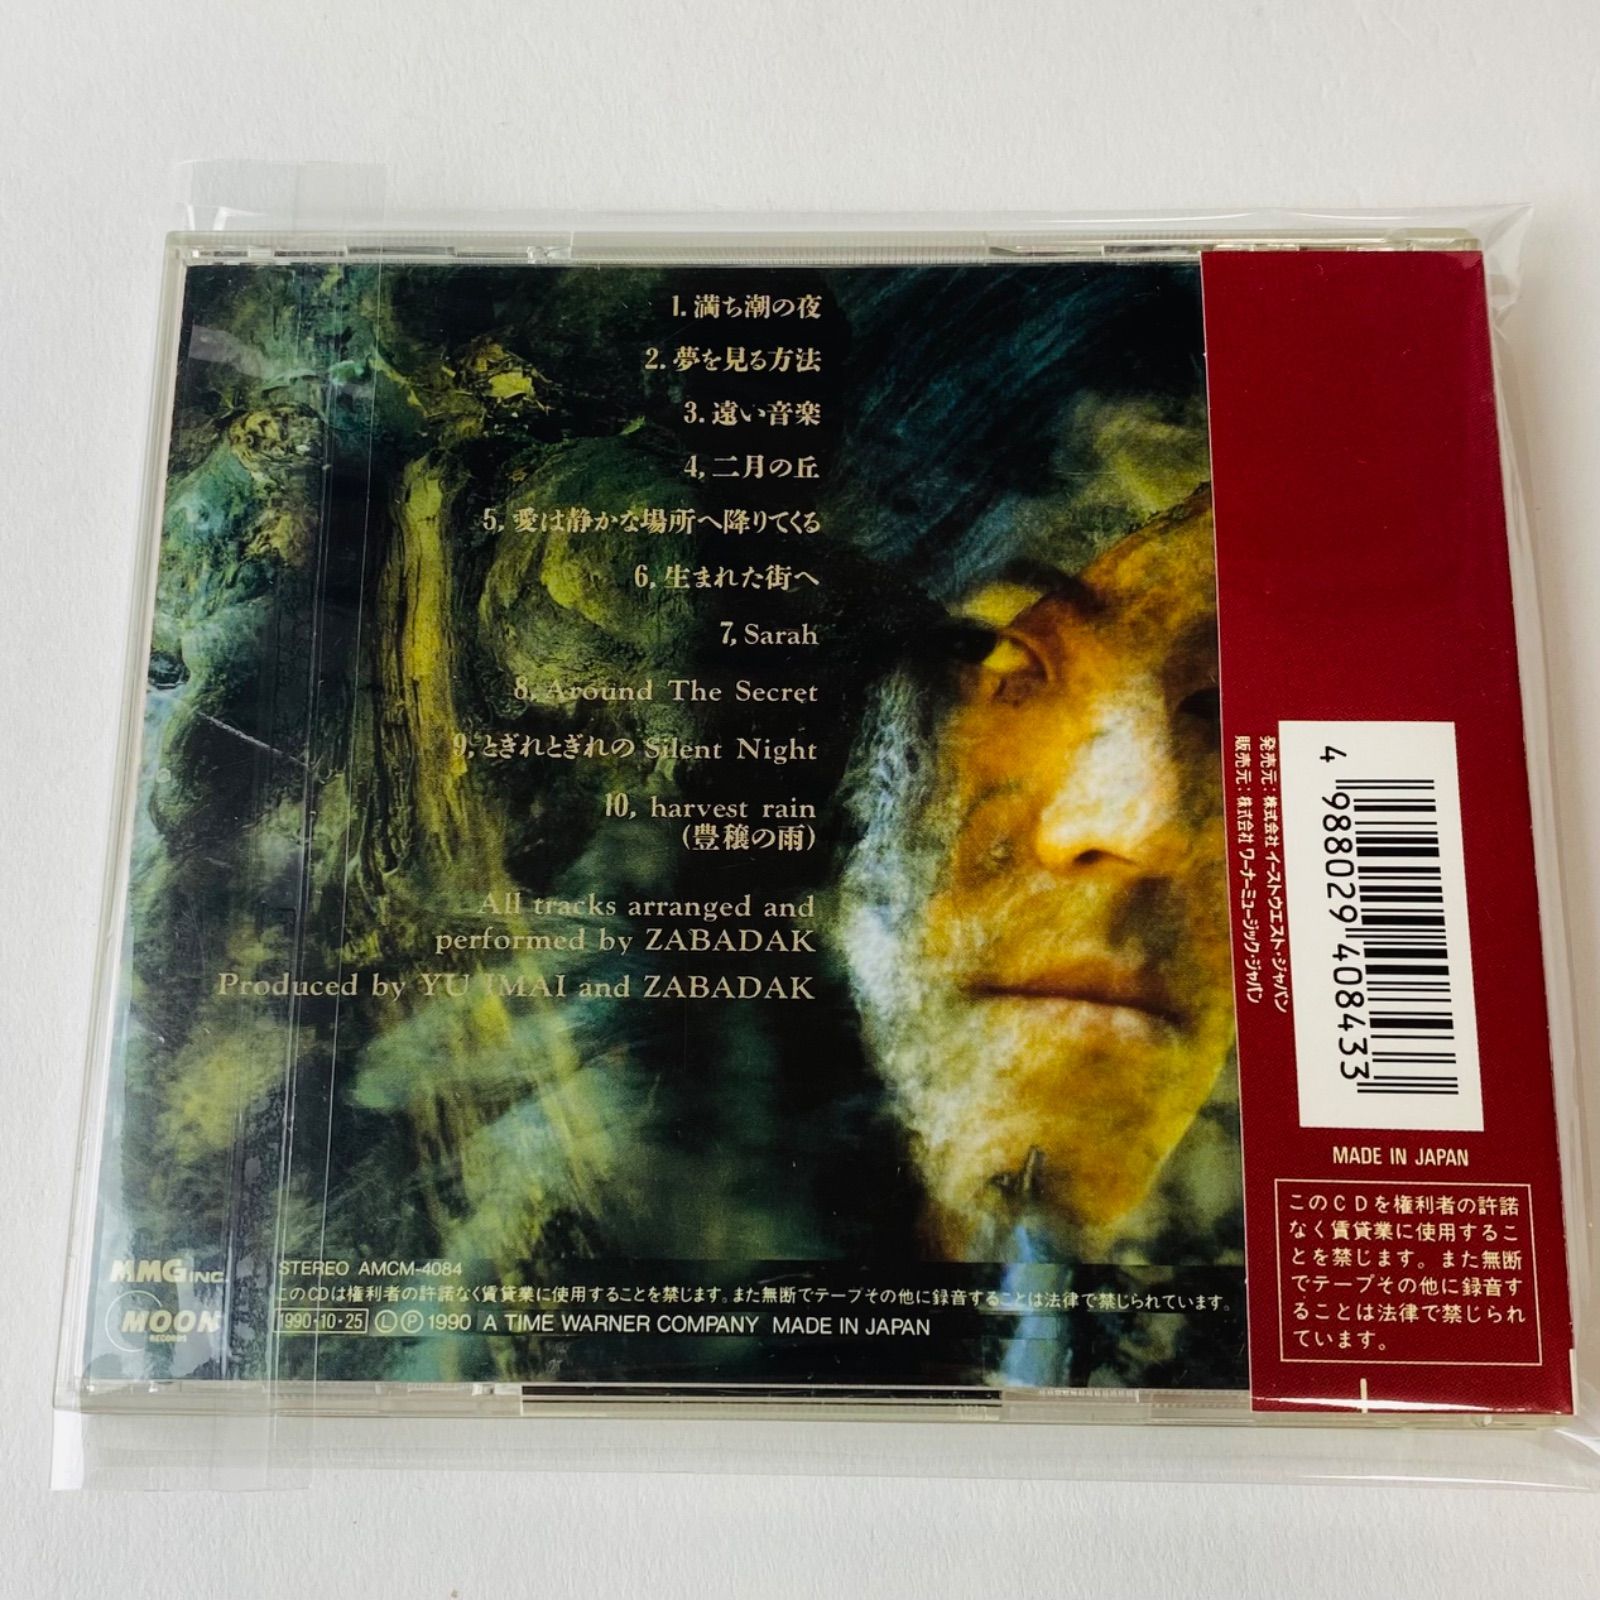 1. 満ち潮の夜
2. 夢を見る方法
3. 遠い音楽
4, 二月の丘
5, 愛は静かな場所へ降りてくる
6, 生まれた街へ
7, Sarah
8, Around The Secret
9, とぎれとぎれの Silent Night
10, harvest rain
(豊穣の雨)
All tracks arranged and
performed by ZABADAK
Produced by YU IMAI and ZABADAK
MMG INC.
MOON
RECORDS
STEREO AMCM-4084
このCDは権利者の許諾なく賃貸業に使用することを禁じます。また無断でテープその他に録音することは法律で禁じられています。
1990・10・25 Ⓛ Ⓟ 1990 A TIME WARNER COMPANY MADE IN JAPAN
発売元：株式会社 イーストウエスト・ジャパン
販売元：株式会社 ワーナーミュージック・ジャパン
4 988029 408433
MADE IN JAPAN
このCDを権利者の許諾
なく賃貸業に使用するこ
とを禁じます。また無断
でテープその他に録音す
ることは法律で禁じられ
ています。